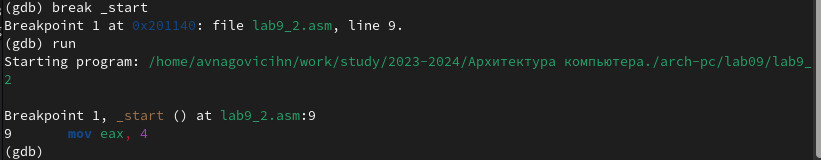 (gdb) break _start
Breakpoint 1 at 0x201140: file lab9_2.asm, line 9.
(gdb) run
Starting program: /home/avnagovicihn/work/study/2023-2024/Архитектура компьютера./arch-pc/lab09/lab9_
2
Breakpoint 1, _start () at lab9_2.asm:9
9       mov eax, 4
(gdb)